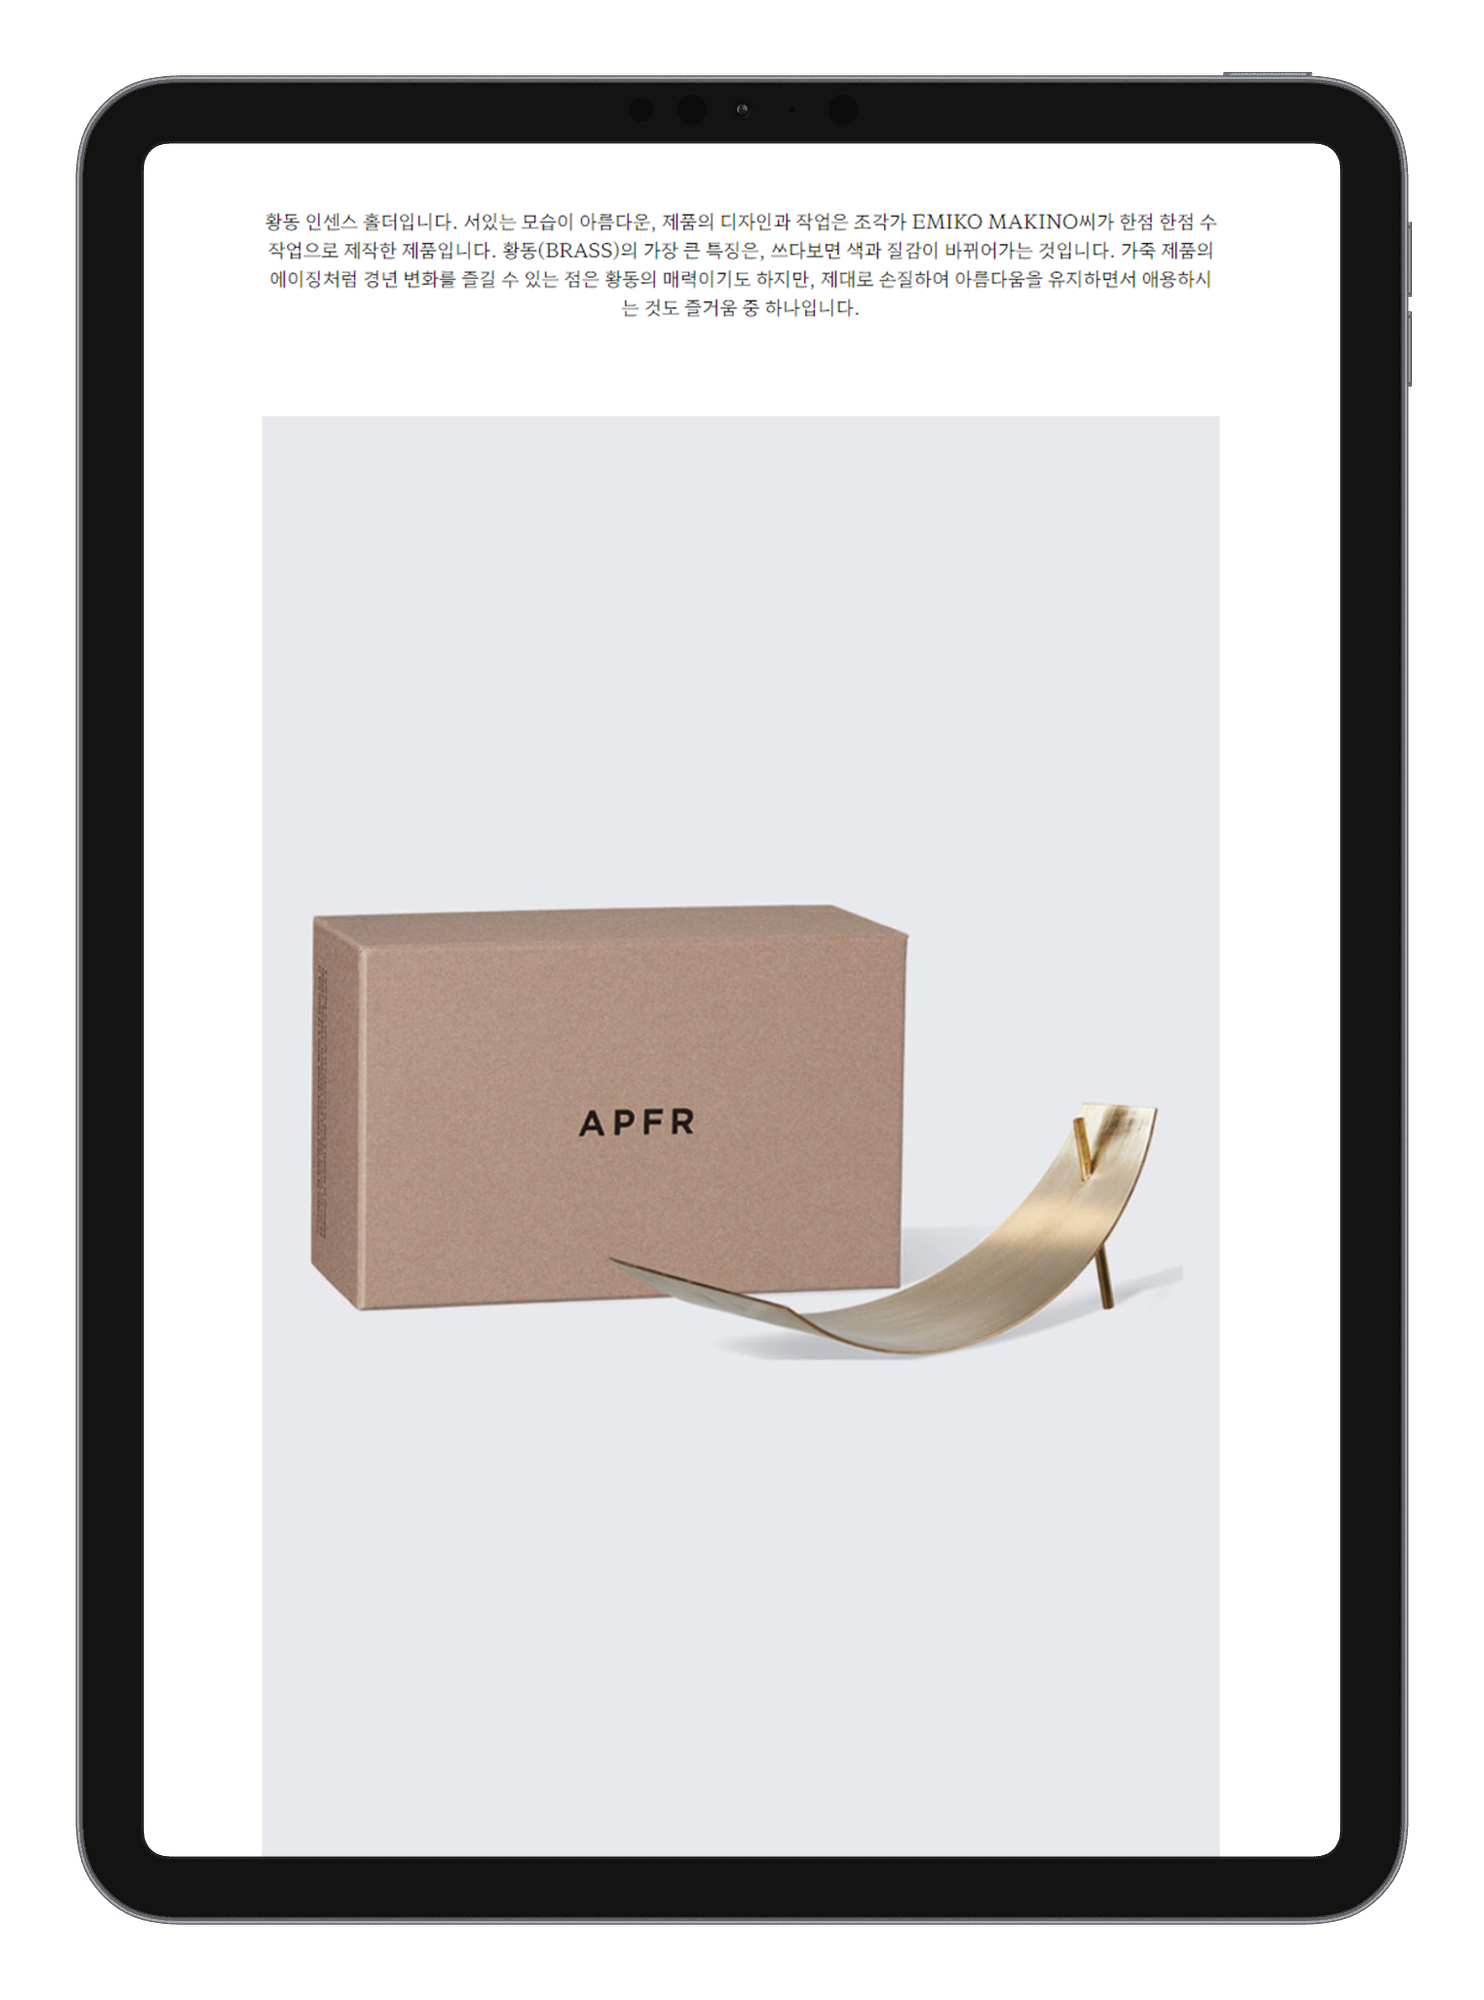 황동 인센스 홀더입니다. 서있는 모습이 아름다운, 제품의 디자인과 작업은 조각가 EMIKO MAKINO씨가 한점 한점 수
작업으로 제작한 제품입니다. 황동(BRASS)의 가장 큰 특징은, 쓰다보면 색과 질감이 바뀌어가는 것입니다. 가죽 제품의
에이징처럼 경년 변화를 즐길 수 있는 점은 황동의 매력이기도 하지만, 제대로 손질하여 아름다움을 유지하면서 애용하시
는 것도 즐거움 중 하나입니다.
APFR